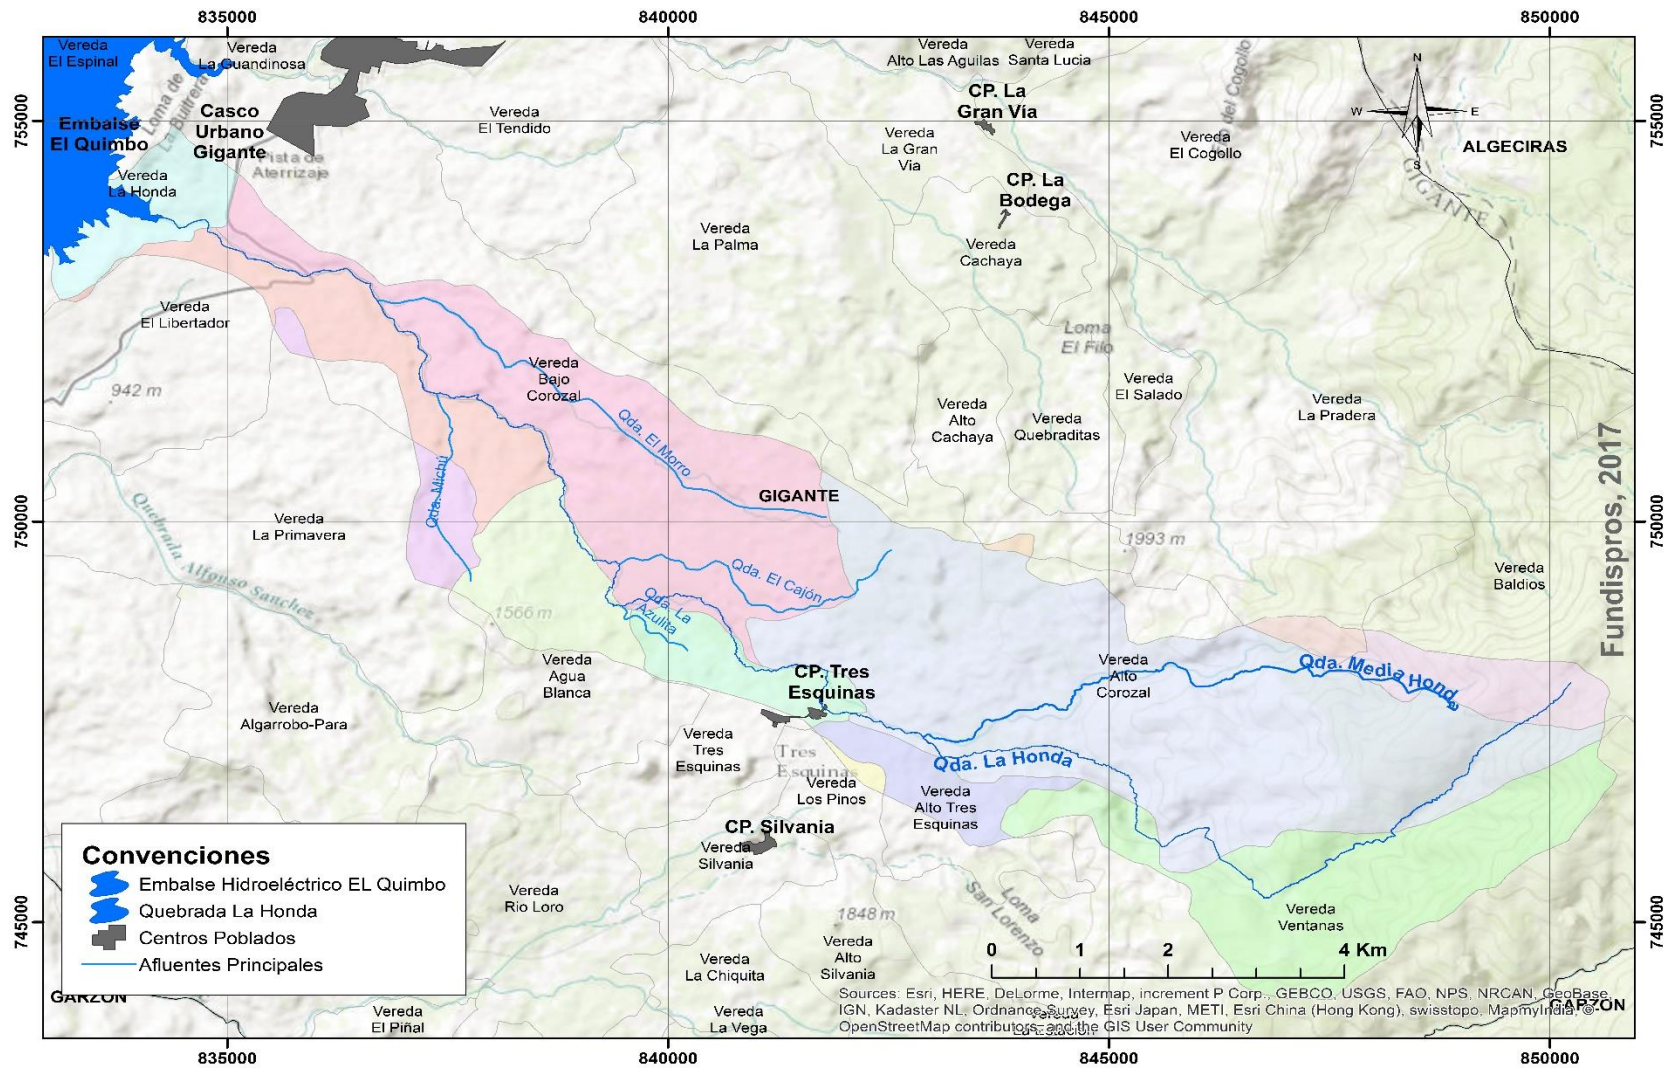 835000
840000
845000
850000
Vereda
El Espinal
Vereda
La Guandinosa
Loma de
La Buitrera
Casco
Urbano
Gigante
Embalse
El Quimbo
Vereda
La Honda
Pista de
Aterrizaje
Vereda
El Tendido
Vereda
Alto Las Aguilas
Vereda
Santa Lucia
CP. La
Gran Vía
Vereda
La Gran
Via
CP. La
Bodega
Vereda
Cachaya
Vereda
La Palma
del Cogollo
Vereda
El Cogollo
N
W
E
S
ALGECIRAS
GIGANTE
755000
755000
Vereda
El Libertador
942 m
Vereda
Bajo
Corozal
Qda. El Morro
Loma
El Filo
Vereda
El Salado
Vereda
Alto
Cachaya
Vereda
Quebraditas
Vereda
La Pradera
Qda. Michú
GIGANTE
750000
750000
Vereda
La Primavera
Quebrada Alfonso Sanchez
1566 m
Qda. El Cajón
Qda. La
Azulita
1993 m
Vereda
Baldios
Fundispros, 2017
Vereda
Agua
Blanca
CP. Tres
Esquinas
Vereda
Alto
Corozal
Qda. Media Honda
Vereda
Algarrobo-Para
Vereda
Tres
Esquinas
Tres
Esquinas
Vereda
Los Pinos
Qda. La Honda
Vereda
Alto Tres
Esquinas
CP. Silvania
Vereda
Silvania
Vereda
Rio Loro
1848 m
Loma
San Lorenzo
Vereda
Ventanas
745000
745000
Vereda
La Chiquita
Vereda
Alto
Silvania
0 1 2 4 Km
Convenciones
Embalse Hidroeléctrico EL Quimbo
Quebrada La Honda
Centros Poblados
Afluentes Principales
GARZÓN
Vereda
El Piñal
Vereda
La Vega
Vereda
La Estación
GARZÓN
Sources: Esri, HERE, DeLorme, Intermap, increment P Corp., GEBCO, USGS, FAO, NPS, NRCAN, GeoBase,
IGN, Kadaster NL, Ordnance Survey, Esri Japan, METI, Esri China (Hong Kong), swisstopo, MapmyIndia, ©
OpenStreetMap contributors, and the GIS User Community
835000
840000
845000
850000